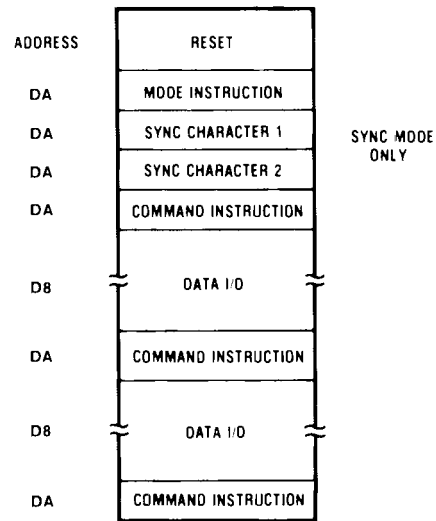 ADDRESS RESET
DA MODE INSTRUCTION
DA SYNC CHARACTER 1
SYNC MODE ONLY
DA SYNC CHARACTER 2
DA COMMAND INSTRUCTION
D8 DATA I/O
DA COMMAND INSTRUCTION
D8 DATA I/O
DA COMMAND INSTRUCTION